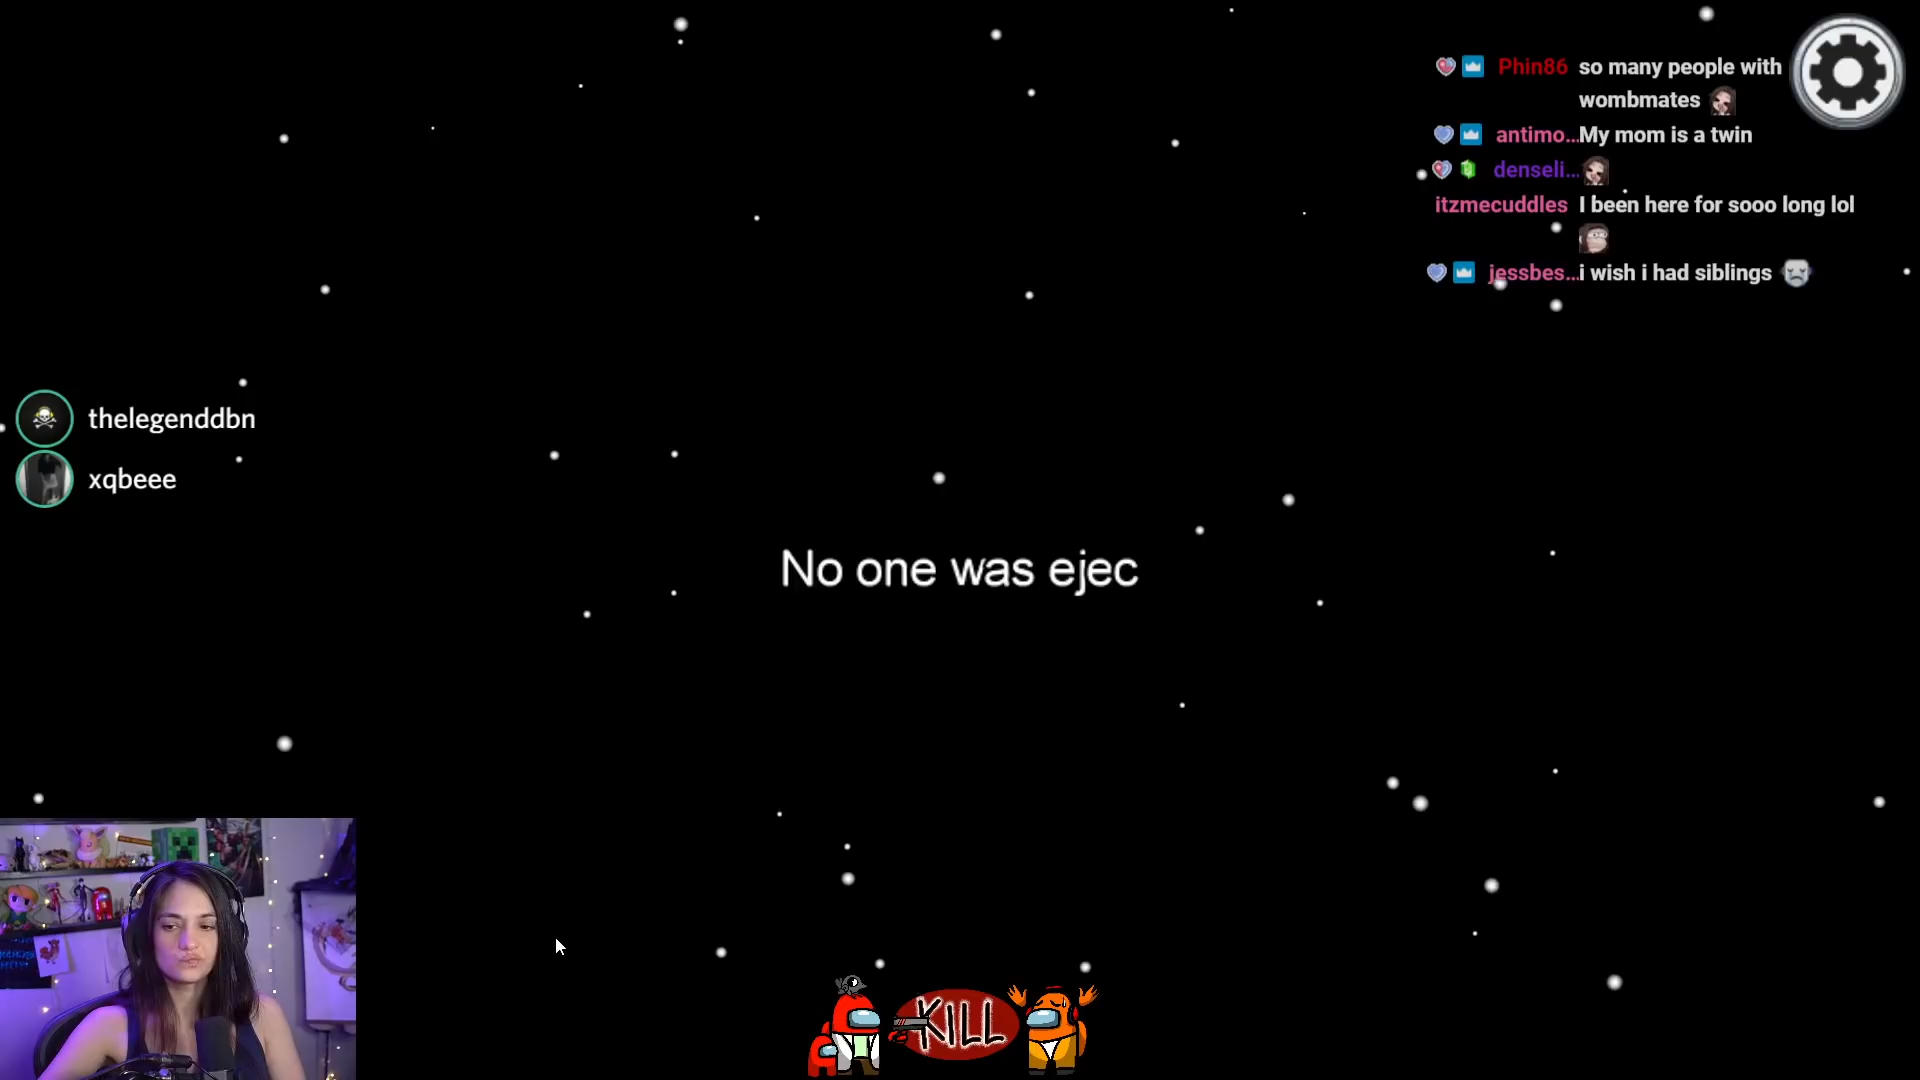 Phin86 so many people with
wombmates
antimo... My mom is a twin
denseli...
itzmecuddles I been here for sooo long lol
jessbes... i wish i had siblings
thelegenddbn
xqbeee
No one was ejec
KILL